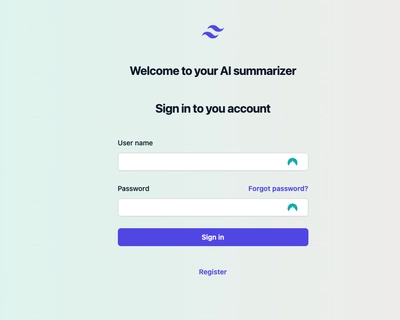 Welcome to your AI summarizer
Sign in to you account
User name
Password Forgot password?
Sign in
Register